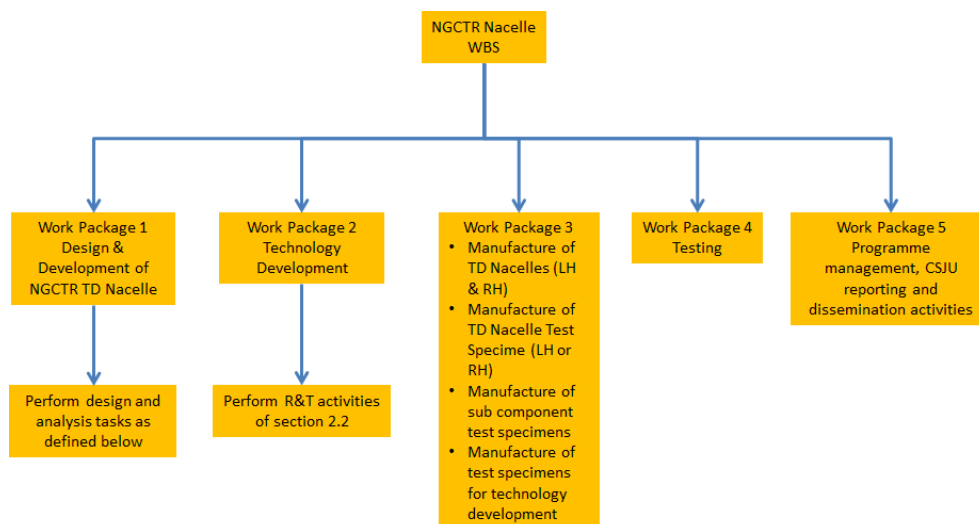 NGCTR Nacelle
WBS
Work Package 1
Design &
Development of
NGCTR TD Nacelle
Work Package 2
Technology
Development
Work Package 3
• Manufacture of
TD Nacelles (LH
& RH)
• Manufacture of
TD Nacelle Test
Specime (LH or
RH)
• Manufacture of
sub component
test specimens
• Manufacture of
test specimens
for technology
development
Work Package 4
Testing
Work Package 5
Programme
management, CSJU
reporting and
dissemination activities
Perform design and
analysis tasks as
defined below
Perform R&T activities
of section 2.2